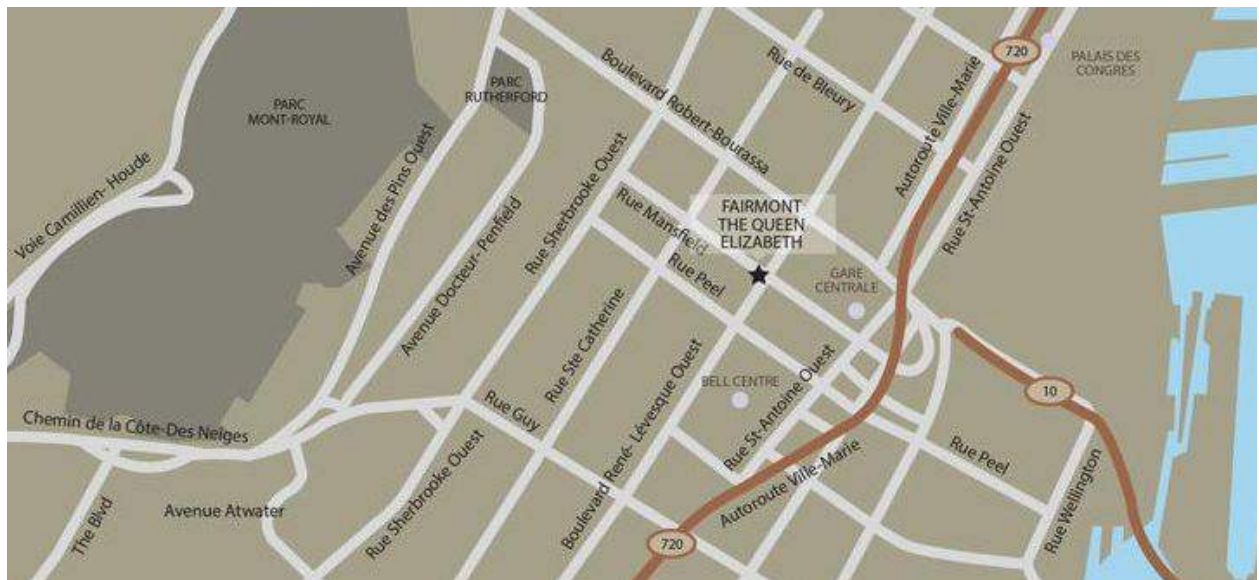 720
PALAIS DES
CONGRES
Rue de Bleury
Boulevard Robert-Bourassa
Autoroute Ville-Marie
PARC
RUTHERFORD
PARC
MONT-ROYAL
Avenue des Pins Ouest
Rue St-Antoine Ouest
Voie Camillien- Houde
Rue Sherbrooke Ouest
Rue Mansfield
FAIRMONT
THE QUEEN
ELIZABETH
Avenue Docteur- Penfield
Rue Peel
GARE
CENTRALE
Rue Ste Catherine
BELL CENTRE
Rue St-Antoine Ouest
10
Rue Guy
Boulevard René- Lévesque Ouest
Chemin de la Côte-Des Neiges
Rue Peel
Rue Sherbrooke Ouest
Autoroute Ville-Marie
Rue Wellington
Avenue Atwater
The Blvd
720